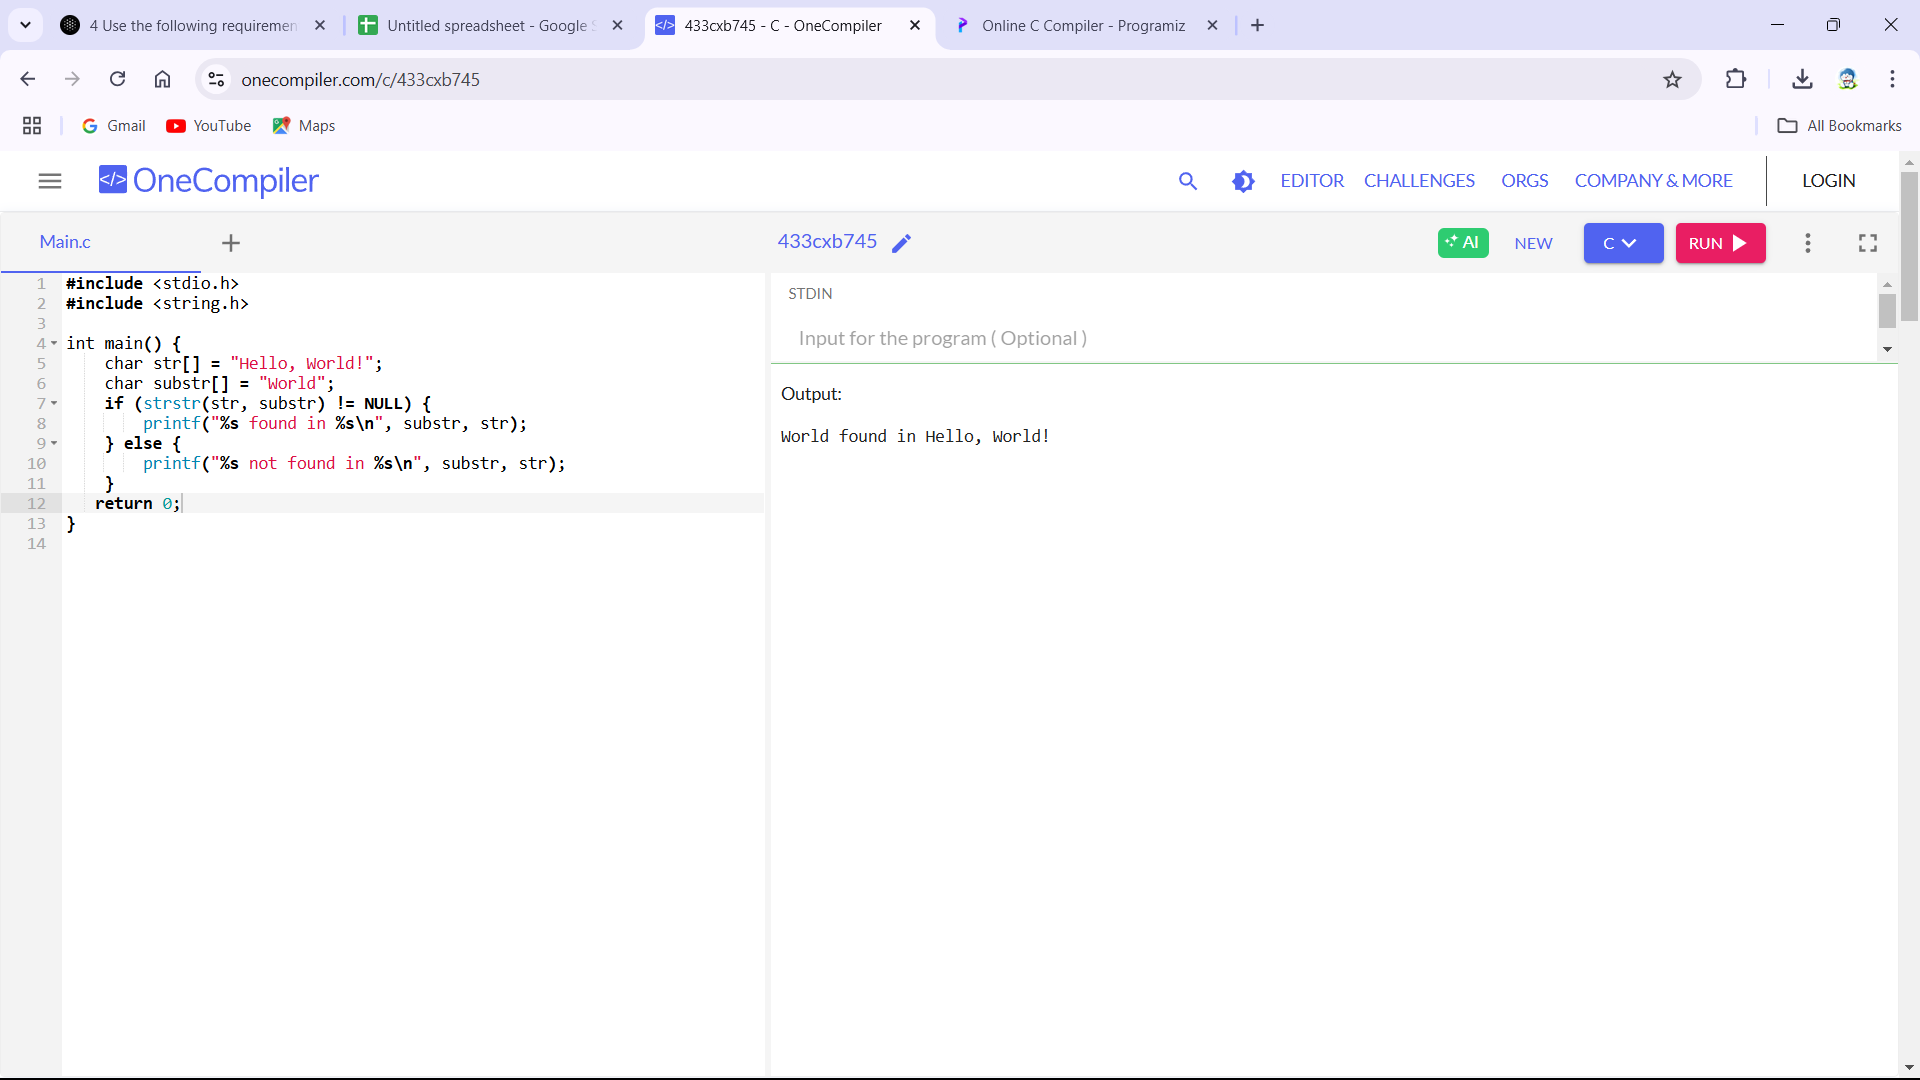 4 Use the following requiremen
Untitled spreadsheet - Google S
433cxb745 - C - OneCompiler
Online C Compiler - Programiz
onecompiler.com/c/433cxb745
Gmail
YouTube
Maps
All Bookmarks
</> OneCompiler
EDITOR
CHALLENGES
ORGS
COMPANY & MORE
LOGIN
Main.c
433cxb745
AI
NEW
C
RUN
1 #include <stdio.h>
2 #include <string.h>
3
4 int main() {
5     char str[] = "Hello, World!";
6     char substr[] = "World";
7     if (strstr(str, substr) != NULL) {
8         printf("%s found in %s\n", substr, str);
9     } else {
10         printf("%s not found in %s\n", substr, str);
11     }
12    return 0;
13 }
14
STDIN
Input for the program ( Optional )
Output:
World found in Hello, World!